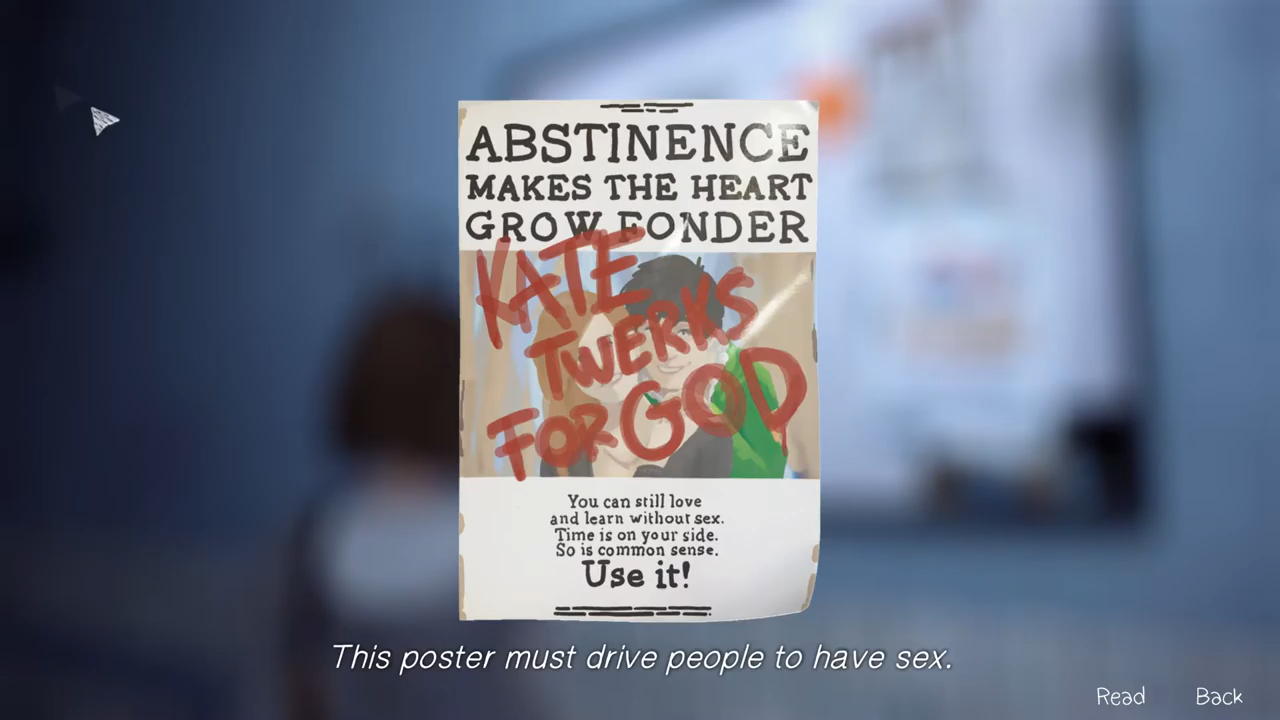 ABSTINENCE
MAKES THE HEART
GROW FONDER
KATE
TWERKS
FOR GOD
You can still love
and learn without sex.
Time is on your side.
So is common sense.
Use it!
This poster must drive people to have sex.
Read Back